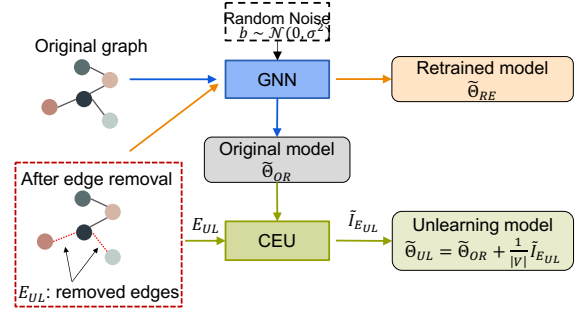 Random Noise
b ~ 𝒩(0, σ²)
Original graph
GNN
Retrained model
Θ̃_RE
Original model
Θ̃_OR
After edge removal
E_UL: removed edges
E_UL
CEU
Ĩ_{E_UL}
Unlearning model
Θ̃_UL = Θ̃_OR + 1/|V| Ĩ_{E_UL}